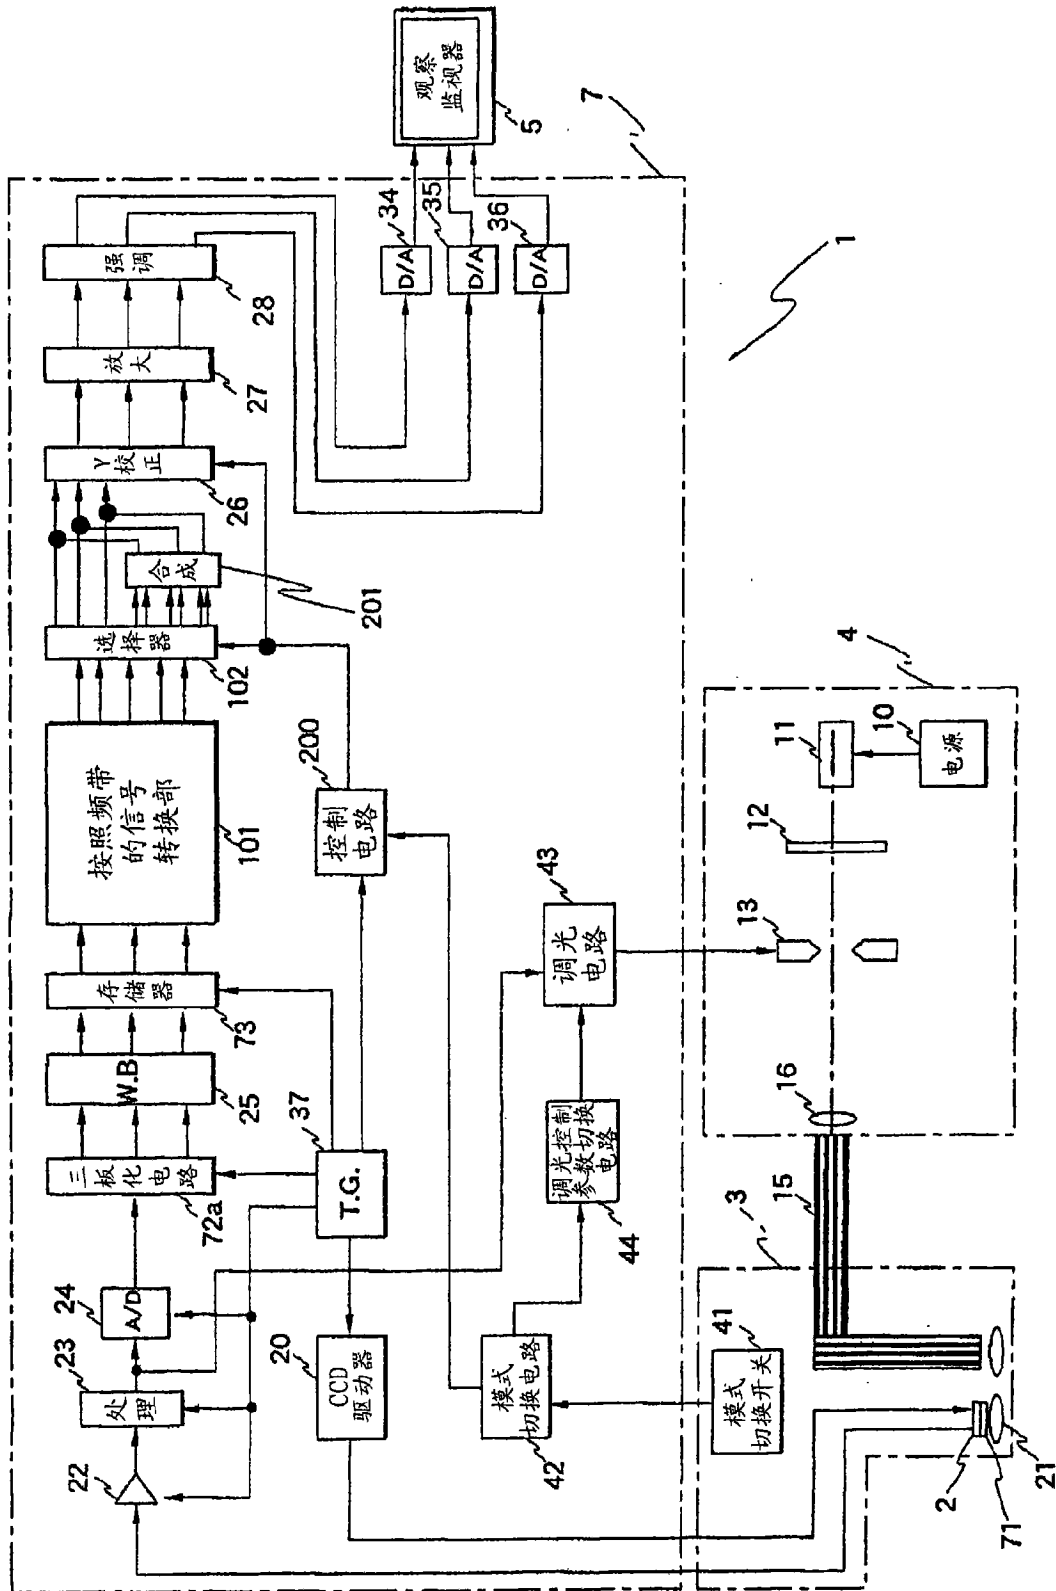 22
23
处理
24
A/D
三板化电路
72a
W.B
25
存储器
73
按照频带
的信号
转换部
101
选择器
102
合成
201
Y校正
26
放大
27
强调
28
20
CCD
驱动器
37
T.G.
200
控制
电路
34
D/A
35
D/A
36
D/A
观察
监视器
5
模式
切换电路
42
调光控制
参数切换
电路
44
43
调光
电路
7
模式
切换开关
41
3
15
16
13
12
11
10
电源
4
1
2
71
21